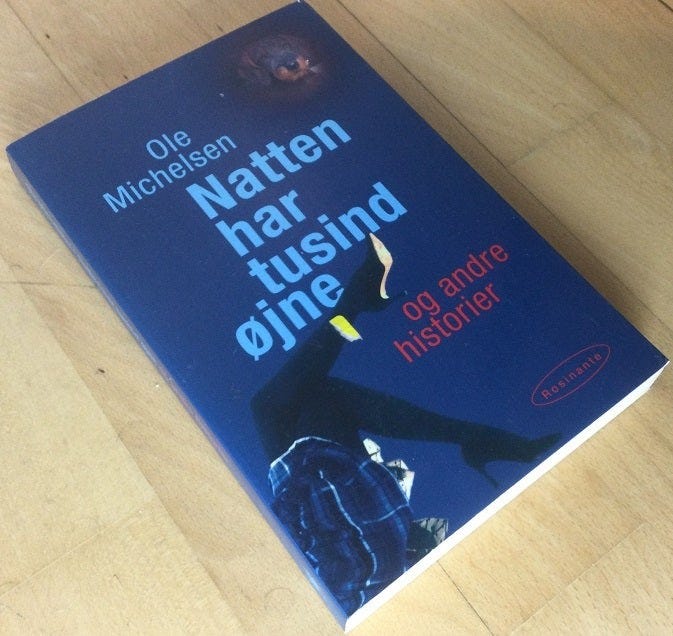 Ole
Michelsen
Natten
har
tusind
øjne
og andre
historier
Rosinante